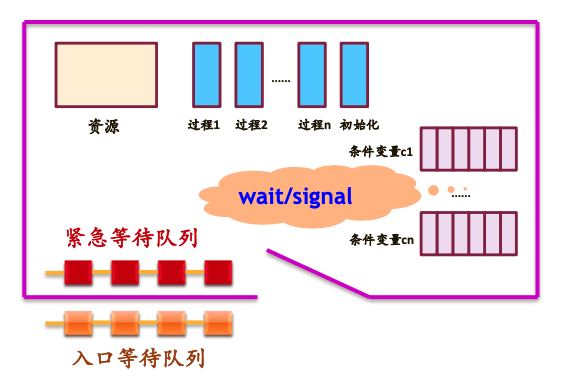 资源
过程1 过程2 ...... 过程n 初始化
条件变量c1
wait/signal
......
条件变量cn
紧急等待队列
入口等待队列